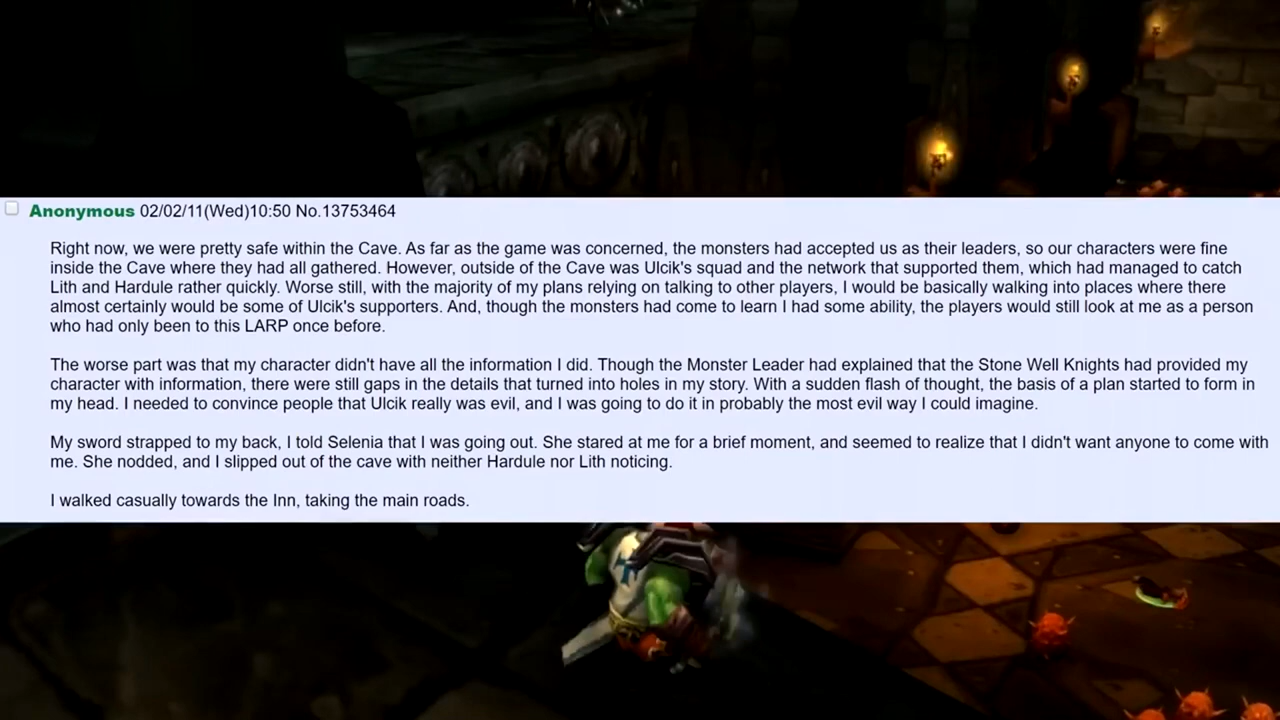 Anonymous 02/02/11(Wed)10:50 No.13753464
Right now, we were pretty safe within the Cave. As far as the game was concerned, the monsters had accepted us as their leaders, so our characters were fine
inside the Cave where they had all gathered. However, outside of the Cave was Ulcik's squad and the network that supported them, which had managed to catch
Lith and Hardule rather quickly. Worse still, with the majority of my plans relying on talking to other players, I would be basically walking into places where there
almost certainly would be some of Ulcik's supporters. And, though the monsters had come to learn I had some ability, the players would still look at me as a person
who had only been to this LARP once before.
The worse part was that my character didn't have all the information I did. Though the Monster Leader had explained that the Stone Well Knights had provided my
character with information, there were still gaps in the details that turned into holes in my story. With a sudden flash of thought, the basis of a plan started to form in
my head. I needed to convince people that Ulcik really was evil, and I was going to do it in probably the most evil way I could imagine.
My sword strapped to my back, I told Selenia that I was going out. She stared at me for a brief moment, and seemed to realize that I didn't want anyone to come with
me. She nodded, and I slipped out of the cave with neither Hardule nor Lith noticing.
I walked casually towards the Inn, taking the main roads.